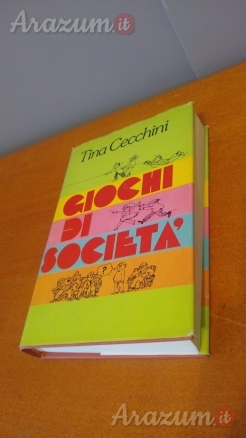 Arazum.it
Tina Cecchini
GIOCHI
DI
SOCIETA'
Arazum.it